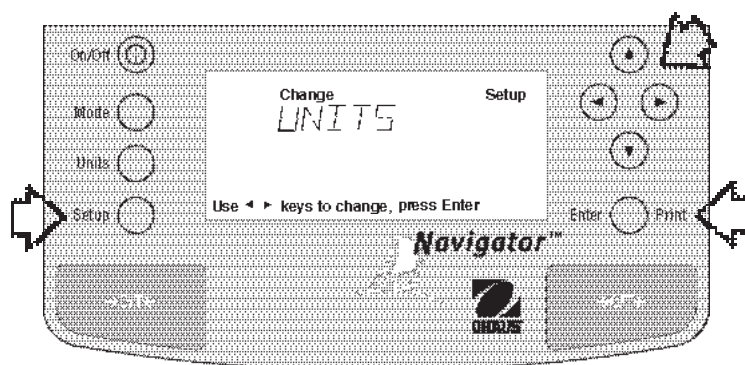 On/Off
Change Setup
UNITS
Mode
Units
Use ◄ ► keys to change, press Enter
Setup
Enter Print
Navigator™
OHAUS